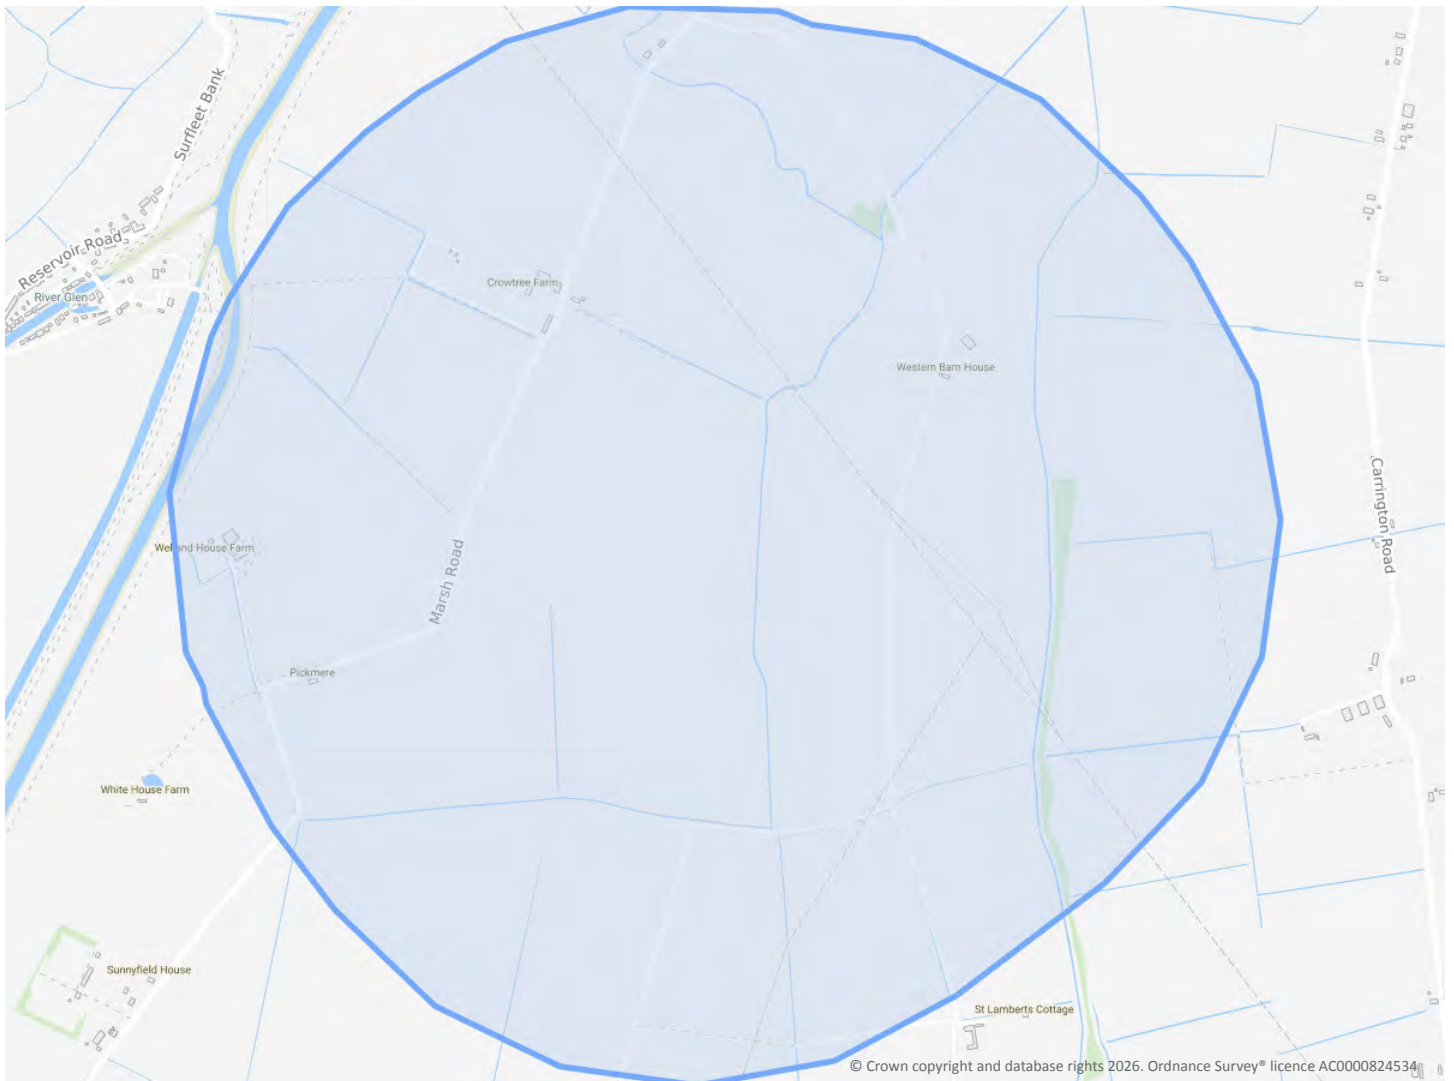 Surfleet Bank
Reservoir Road
River Glen
Crowtree Farm
Western Barn House
Carrington Road
Welland House Farm
Marsh Road
Pickmere
White House Farm
Sunnyfield House
St Lamberts Cottage
© Crown copyright and database rights 2026. Ordnance Survey® licence AC0000824534